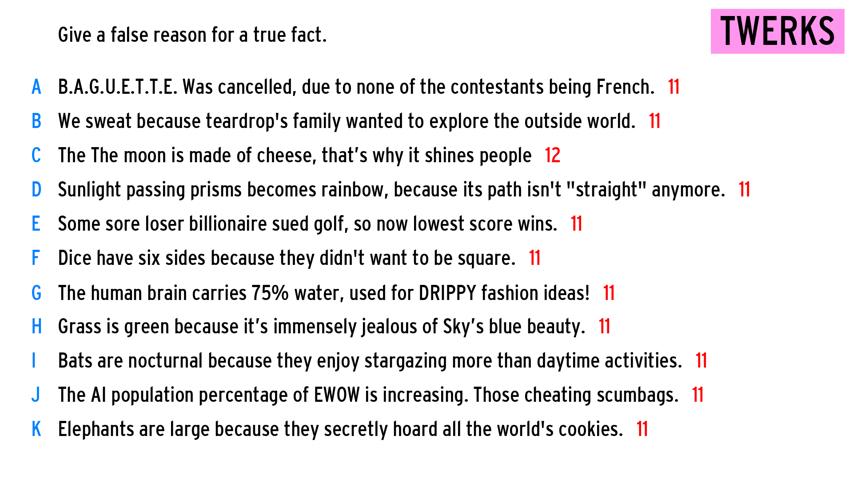 Give a false reason for a true fact.
TWERKS
A B.A.G.U.E.T.T.E. Was cancelled, due to none of the contestants being French. 11
B We sweat because teardrop's family wanted to explore the outside world. 11
C The The moon is made of cheese, that’s why it shines people 12
D Sunlight passing prisms becomes rainbow, because its path isn't "straight" anymore. 11
E Some sore loser billionaire sued golf, so now lowest score wins. 11
F Dice have six sides because they didn't want to be square. 11
G The human brain carries 75% water, used for DRIPPY fashion ideas! 11
H Grass is green because it’s immensely jealous of Sky’s blue beauty. 11
I Bats are nocturnal because they enjoy stargazing more than daytime activities. 11
J The AI population percentage of EWOW is increasing. Those cheating scumbags. 11
K Elephants are large because they secretly hoard all the world's cookies. 11